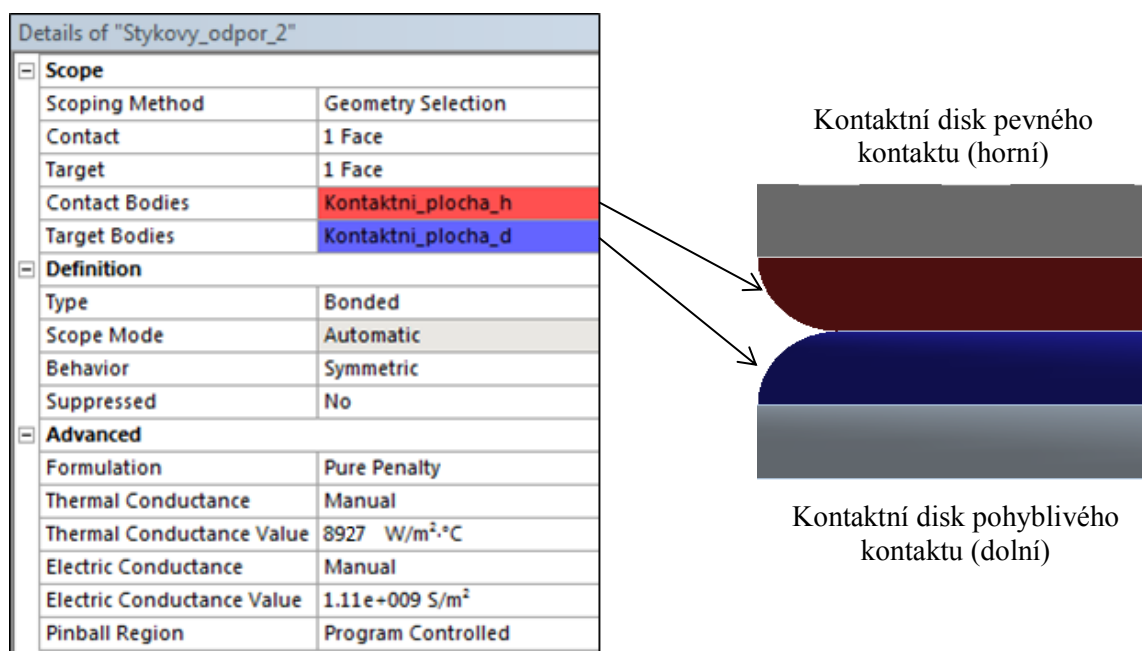 Details of "Stykovy_odpor_2"
Scope
Scoping Method Geometry Selection
Contact 1 Face
Target 1 Face
Contact Bodies Kontaktni_plocha_h
Target Bodies Kontaktni_plocha_d
Definition
Type Bonded
Scope Mode Automatic
Behavior Symmetric
Suppressed No
Advanced
Formulation Pure Penalty
Thermal Conductance Manual
Thermal Conductance Value 8927 W/m²·°C
Electric Conductance Manual
Electric Conductance Value 1.11e+009 S/m²
Pinball Region Program Controlled
Kontaktní disk pevného
kontaktu (horní)
Kontaktní disk pohyblivého
kontaktu (dolní)